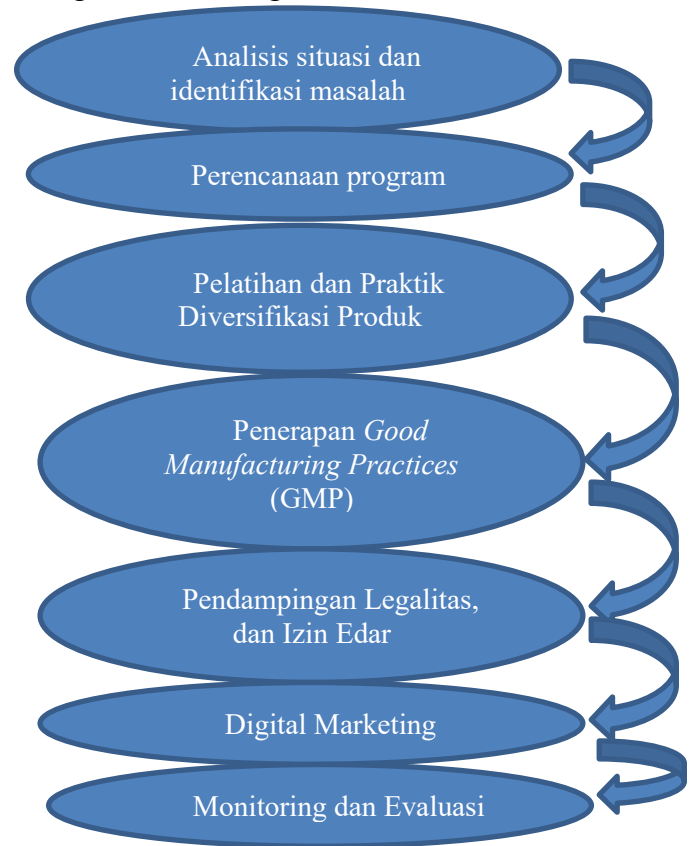 Analisis situasi dan
identifikasi masalah
Perencanaan program
Pelatihan dan Praktik
Diversifikasi Produk
Penerapan Good
Manufacturing Practices
(GMP)
Pendampingan Legalitas,
dan Izin Edar
Digital Marketing
Monitoring dan Evaluasi